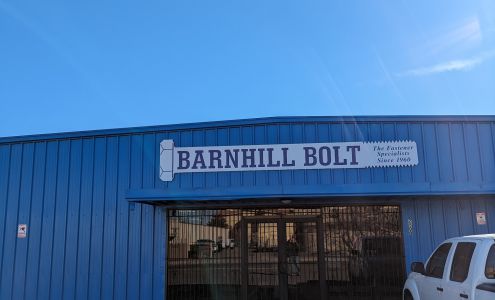 BARNHILL BOLT
The Fastener
Specialists
Since 1960